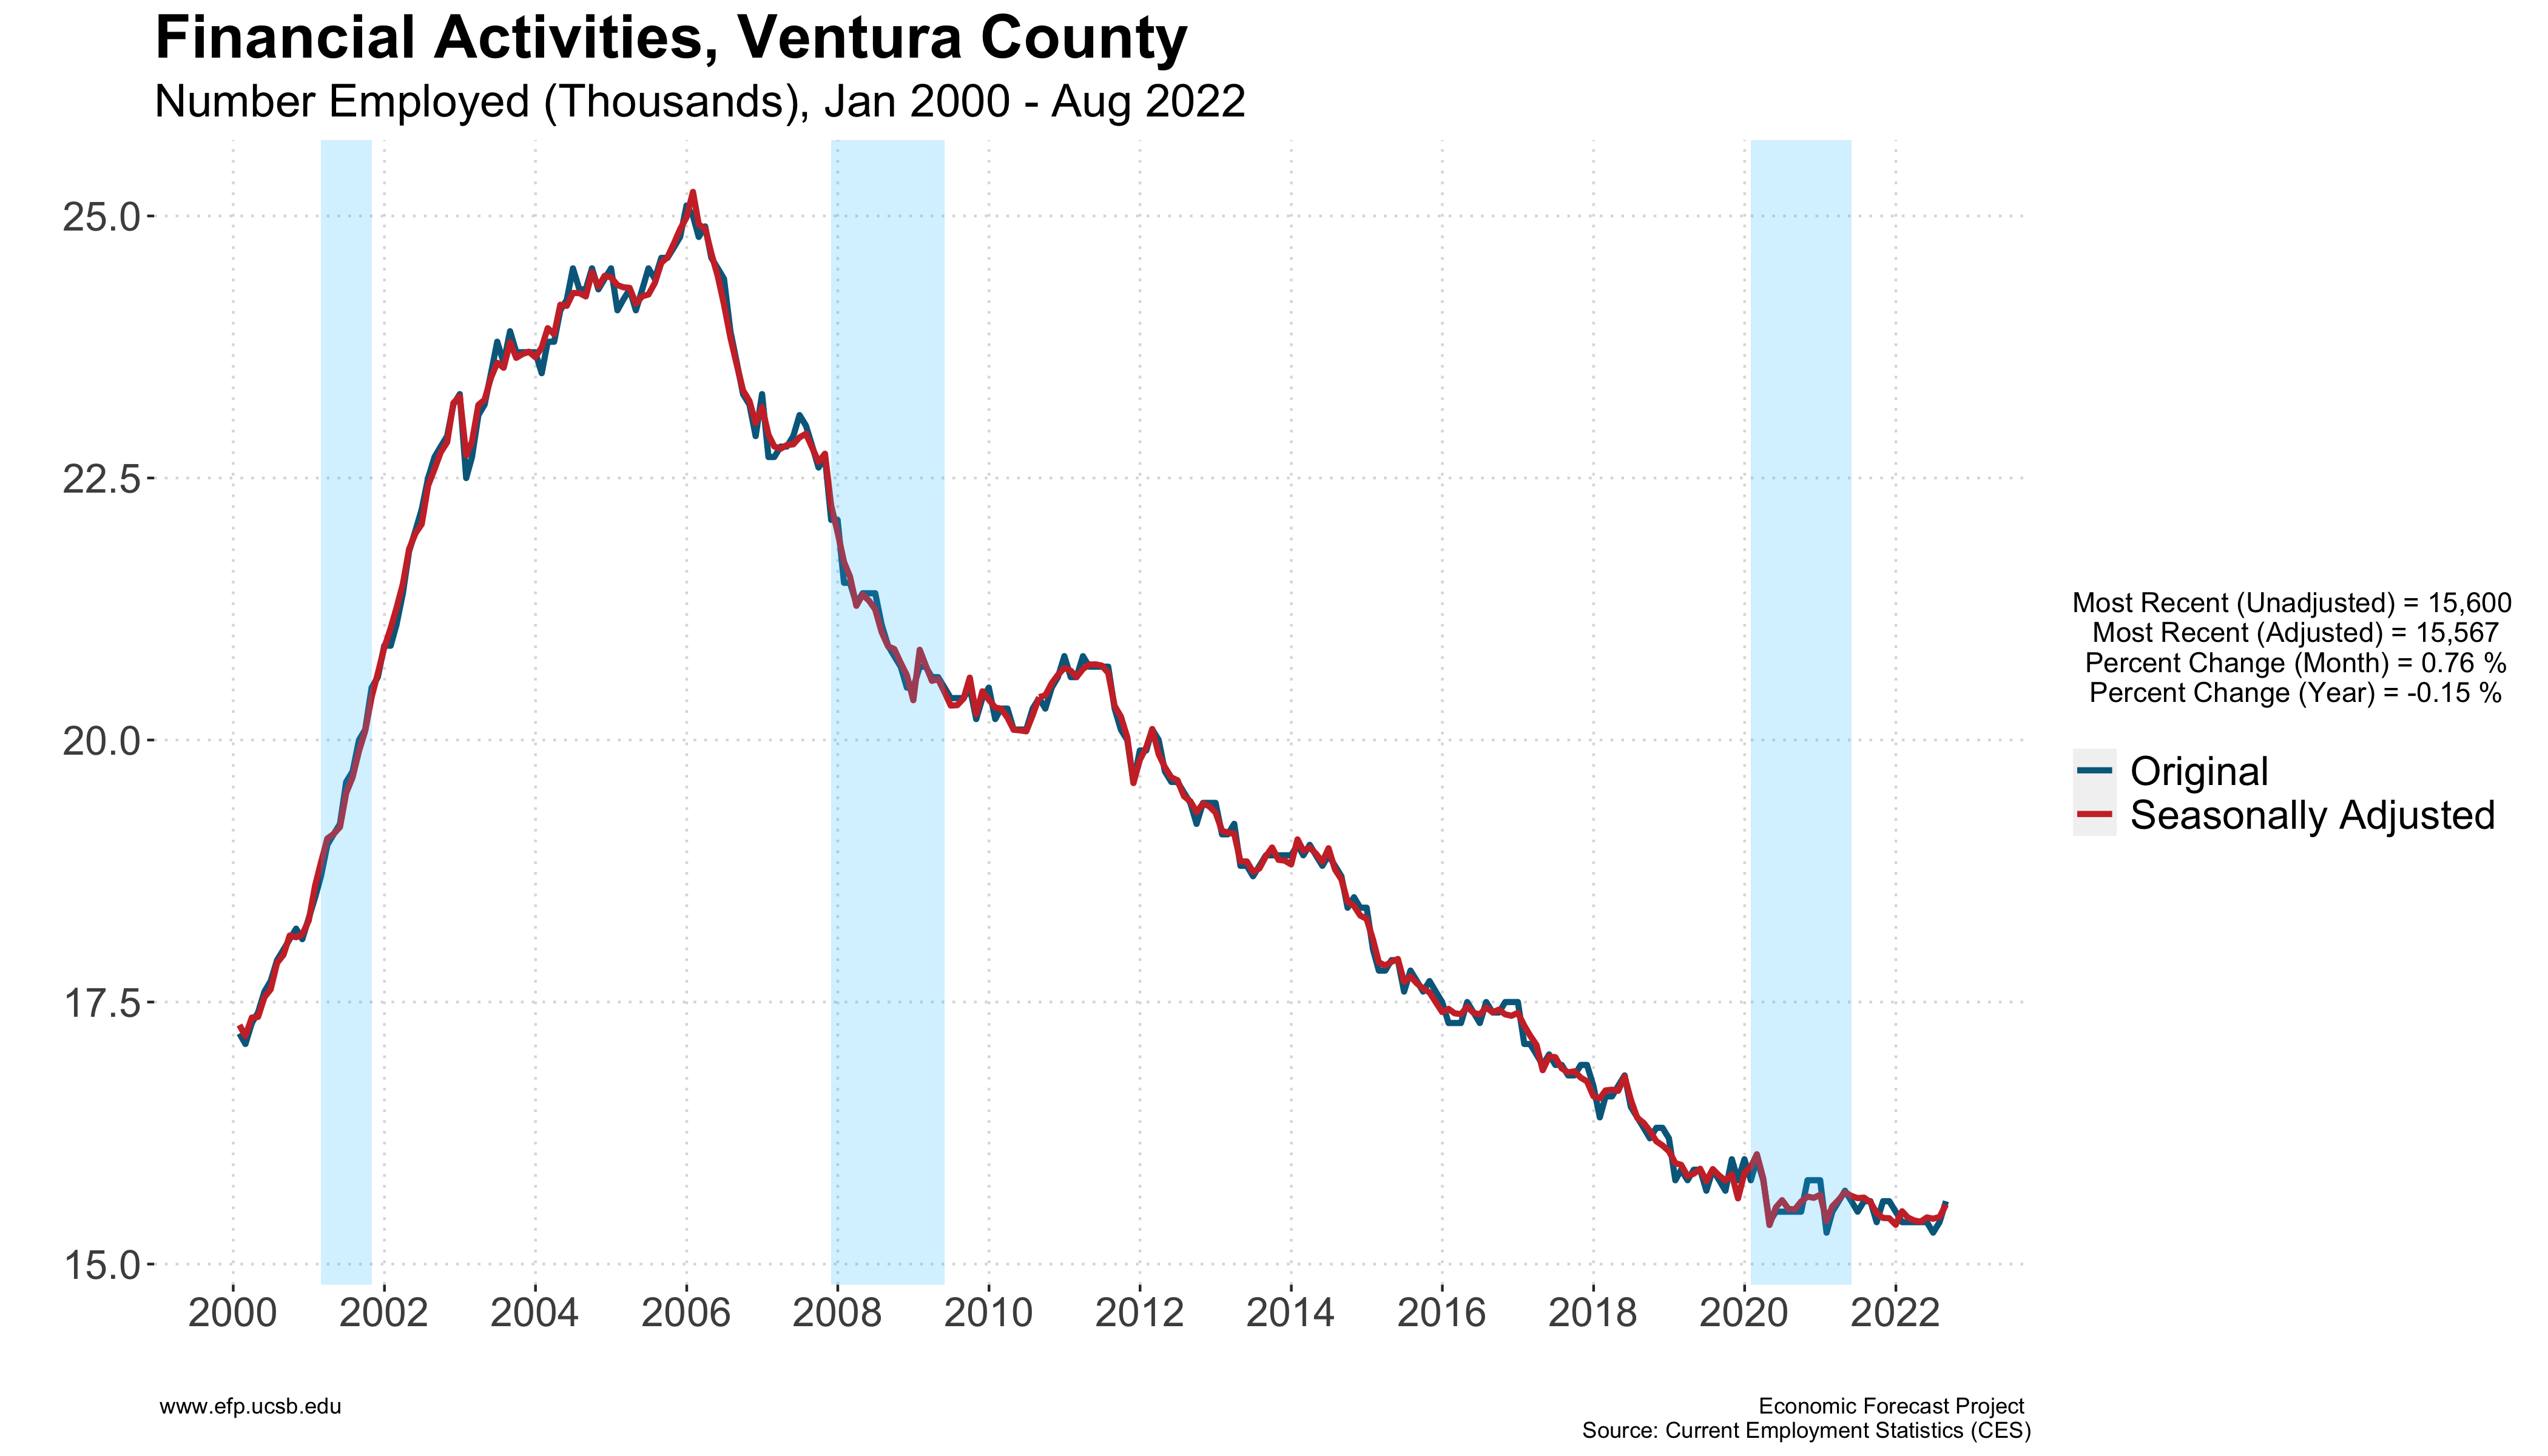 Financial Activities, Ventura County
Number Employed (Thousands), Jan 2000 - Aug 2022
25.0
22.5
20.0
17.5
15.0
2000 2002 2004 2006 2008 2010 2012 2014 2016 2018 2020 2022
Most Recent (Unadjusted) = 15,600
Most Recent (Adjusted) = 15,567
Percent Change (Month) = 0.76 %
Percent Change (Year) = -0.15 %
Original
Seasonally Adjusted
www.efp.ucsb.edu
Economic Forecast Project
Source: Current Employment Statistics (CES)